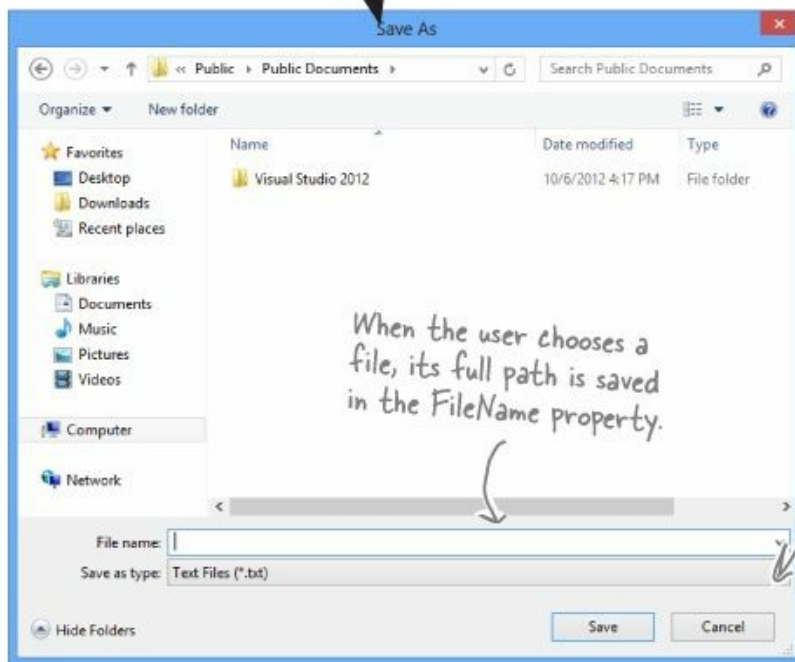 Save As
« Public ▸ Public Documents ▸
Search Public Documents
Organize
New folder
Name
Date modified
Type
Favorites
Desktop
Downloads
Recent places
Libraries
Documents
Music
Pictures
Videos
Computer
Network
Visual Studio 2012
10/6/2012 4:17 PM
File folder
When the user chooses a
file, its full path is saved
in the FileName property.
File name:
Save as type: Text Files (*.txt)
Hide Folders
Save
Cancel